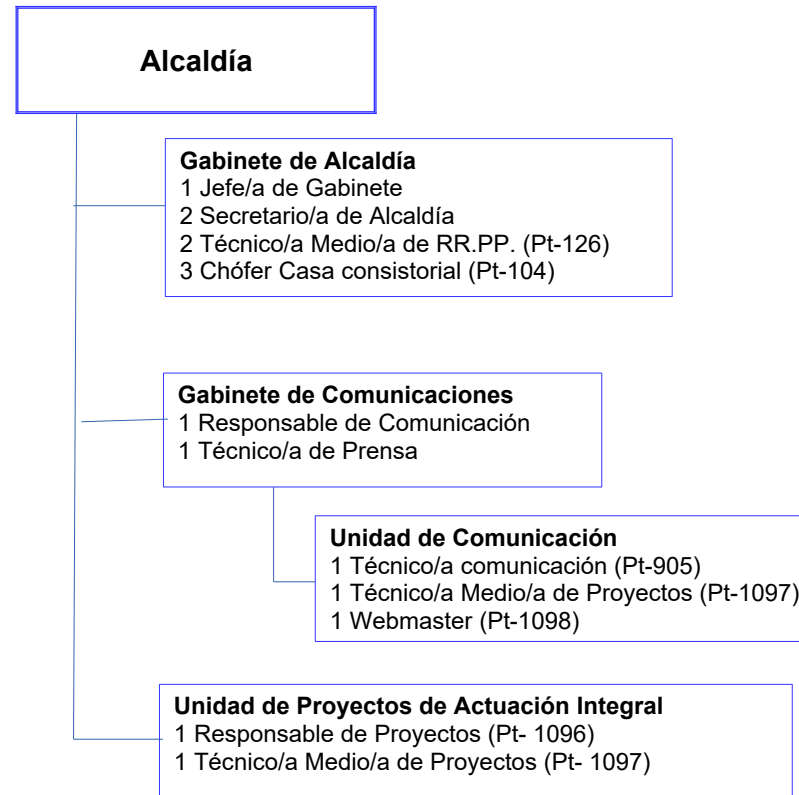 Alcaldía
Gabinete de Alcaldía
1 Jefe/a de Gabinete
2 Secretario/a de Alcaldía
2 Técnico/a Medio/a de RR.PP. (Pt-126)
3 Chófer Casa consistorial (Pt-104)
Gabinete de Comunicaciones
1 Responsable de Comunicación
1 Técnico/a de Prensa
Unidad de Comunicación
1 Técnico/a comunicación (Pt-905)
1 Técnico/a Medio/a de Proyectos (Pt-1097)
1 Webmaster (Pt-1098)
Unidad de Proyectos de Actuación Integral
1 Responsable de Proyectos (Pt- 1096)
1 Técnico/a Medio/a de Proyectos (Pt- 1097)